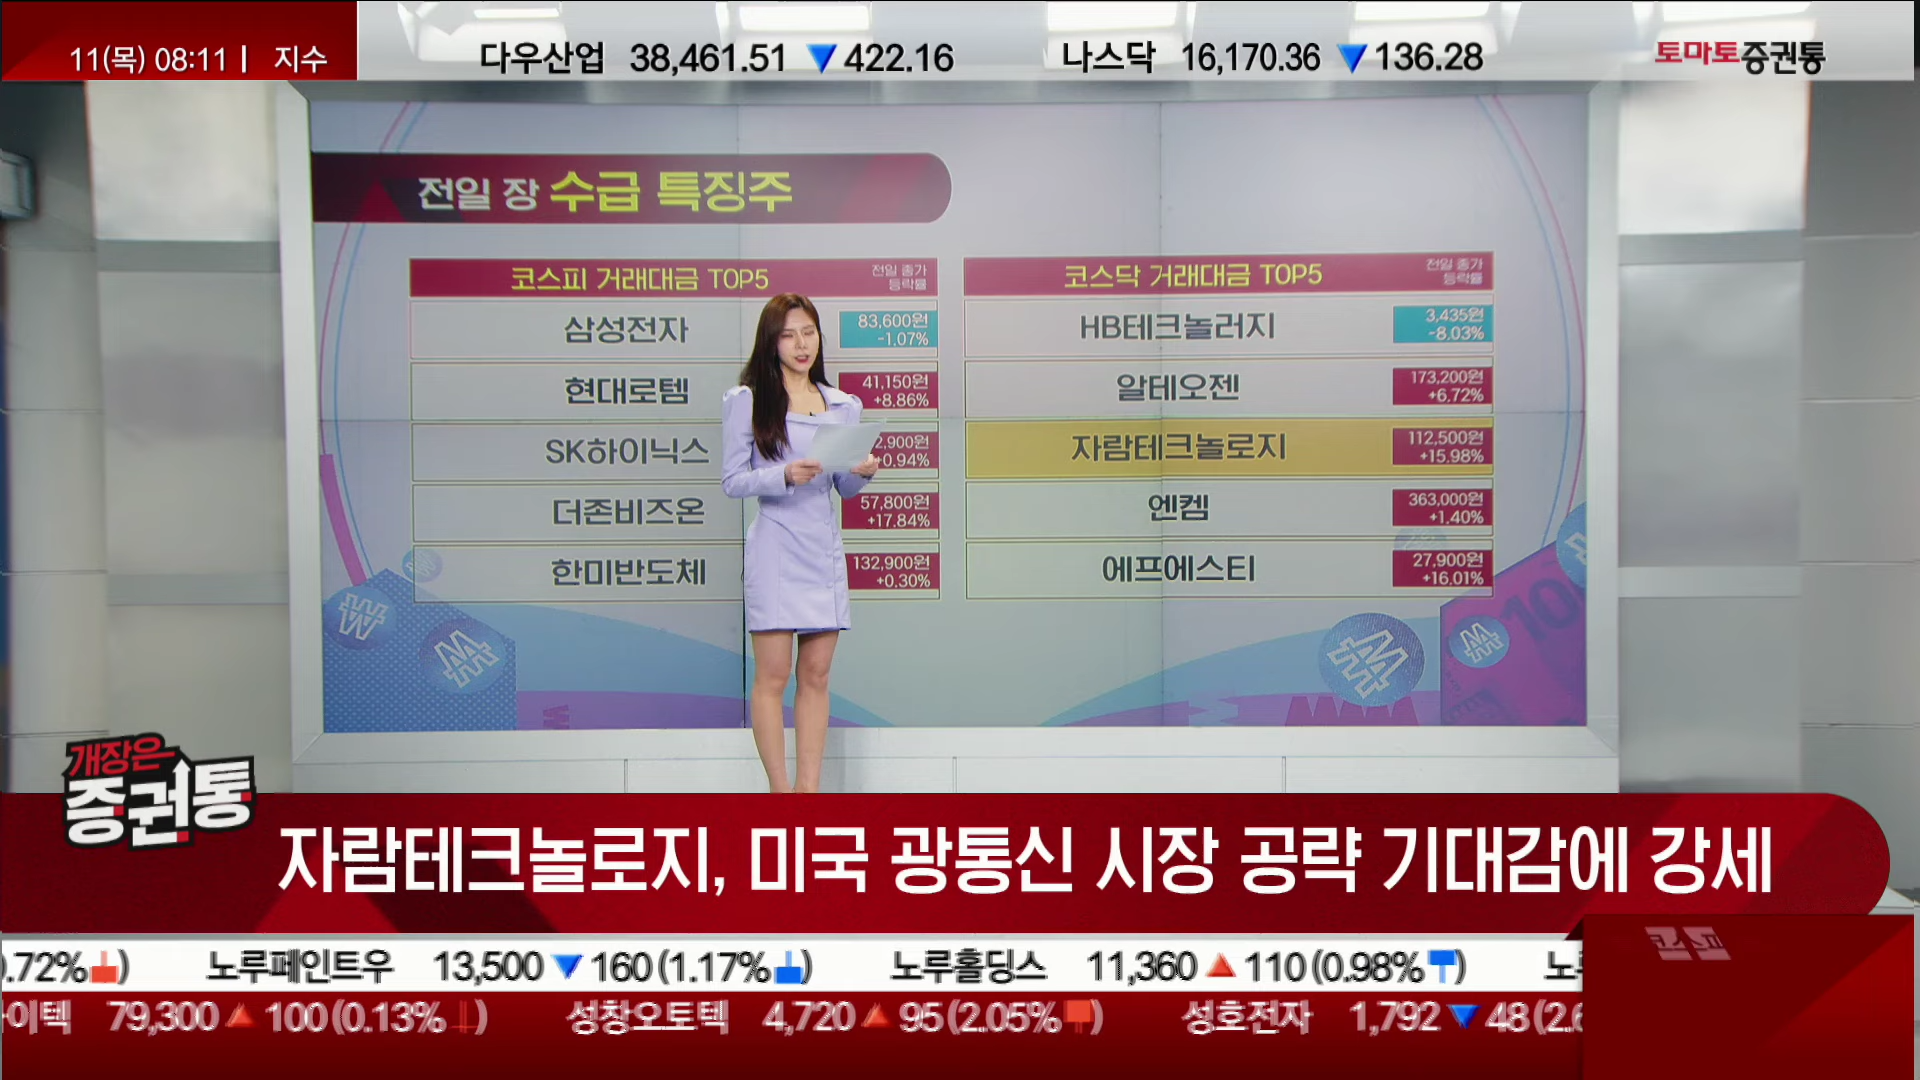 11(목) 08:11 | 지수
다우산업 38,461.51 ▼422.16
나스닥 16,170.36 ▼136.28
토마토증권통
전일 장 수급 특징주
코스피 거래대금 TOP5 전일 종가 등락률
삼성전자 83,600원 -1.07%
현대로템 41,150원 +8.86%
SK하이닉스 2,900원 +0.94%
더존비즈온 57,800원 +17.84%
한미반도체 132,900원 +0.30%
코스닥 거래대금 TOP5 전일 종가 등락률
HB테크놀러지 3,435원 -8.03%
알테오젠 173,200원 +6.72%
자람테크놀로지 112,500원 +15.98%
엔켐 363,000원 +1.40%
에프에스티 27,900원 +16.01%
개장은
증권통
자람테크놀로지, 미국 광통신 시장 공략 기대감에 강세
.72% ) 노루페인트우 13,500 ▼160(1.17% ) 노루홀딩스 11,360 ▲110(0.98% )
이텍 79,300 ▲100(0.13% ) 성창오토텍 4,720 ▲95(2.05% ) 성호전자 1,792 ▼48(2.6